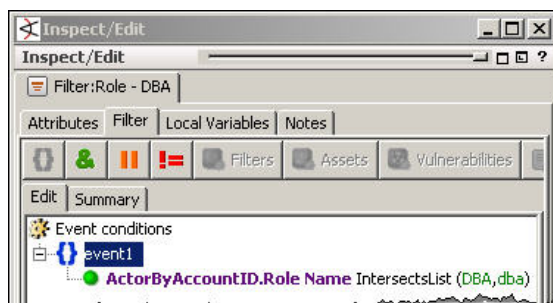 Inspect/Edit
Inspect/Edit ?
Filter:Role - DBA
Attributes Filter Local Variables Notes
{} & || != Filters Assets Vulnerabilities
Edit Summary
Event conditions
{} event1
ActorByAccountID.Role Name IntersectsList (DBA,dba)